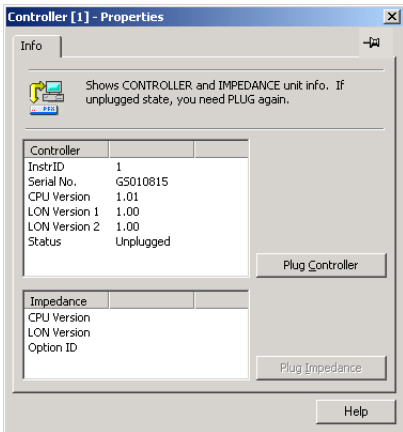 Controller [1] - Properties
Info
Shows CONTROLLER and IMPEDANCE unit info. If
unplugged state, you need PLUG again.
PFX
Controller
InstrID 1
Serial No. GS010815
CPU Version 1.01
LON Version 1 1.00
LON Version 2 1.00
Status Unplugged
Plug Controller
Impedance
CPU Version
LON Version
Option ID
Plug Impedance
Help